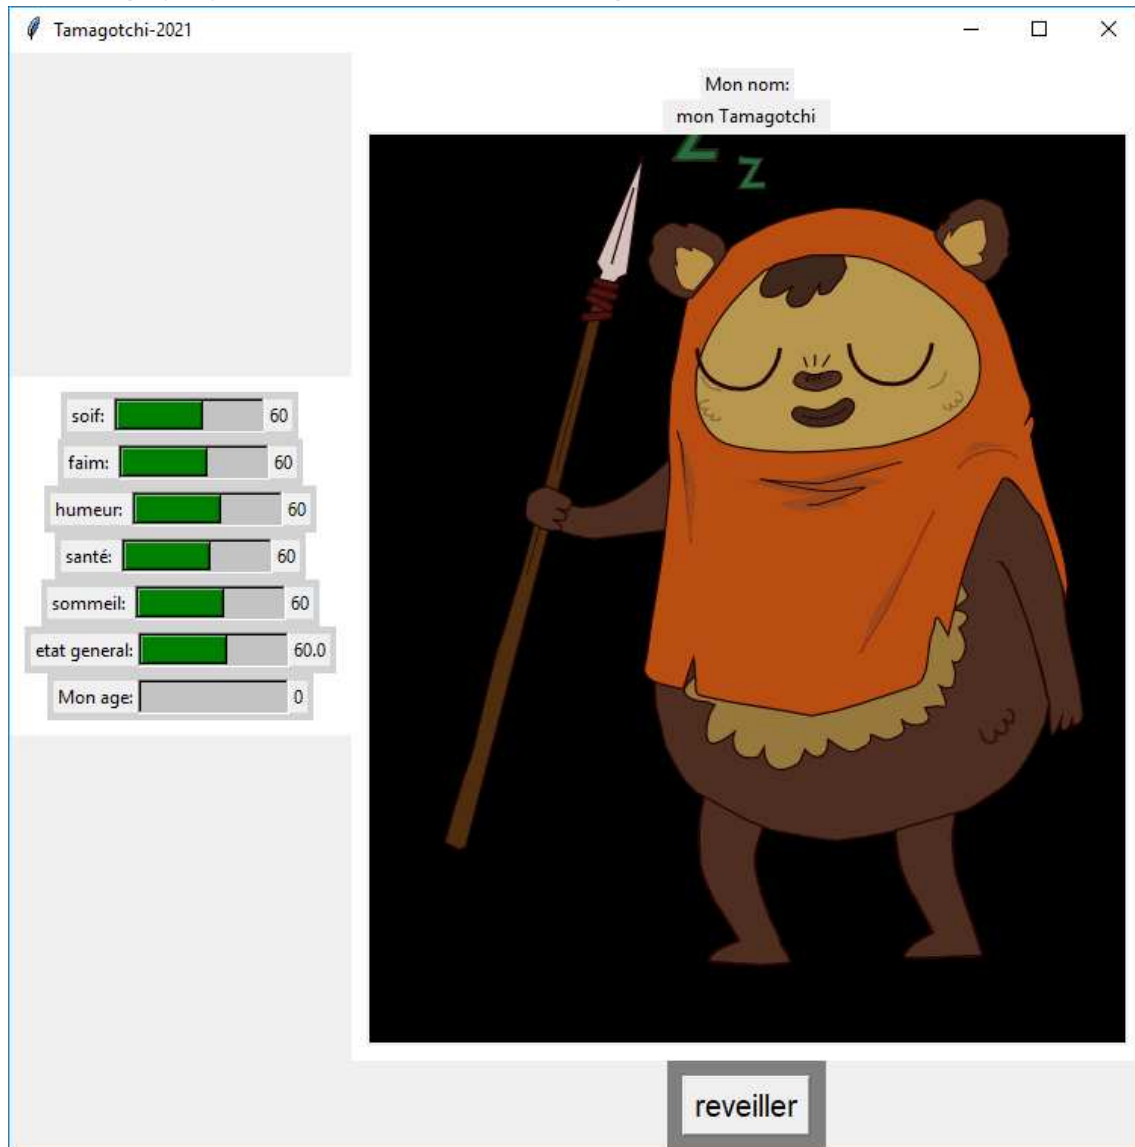 Tamagotchi-2021
Mon nom:
mon Tamagotchi
Z
z
soif: 60
faim: 60
humeur: 60
santé: 60
sommeil: 60
etat general: 60.0
Mon age: 0
reveiller